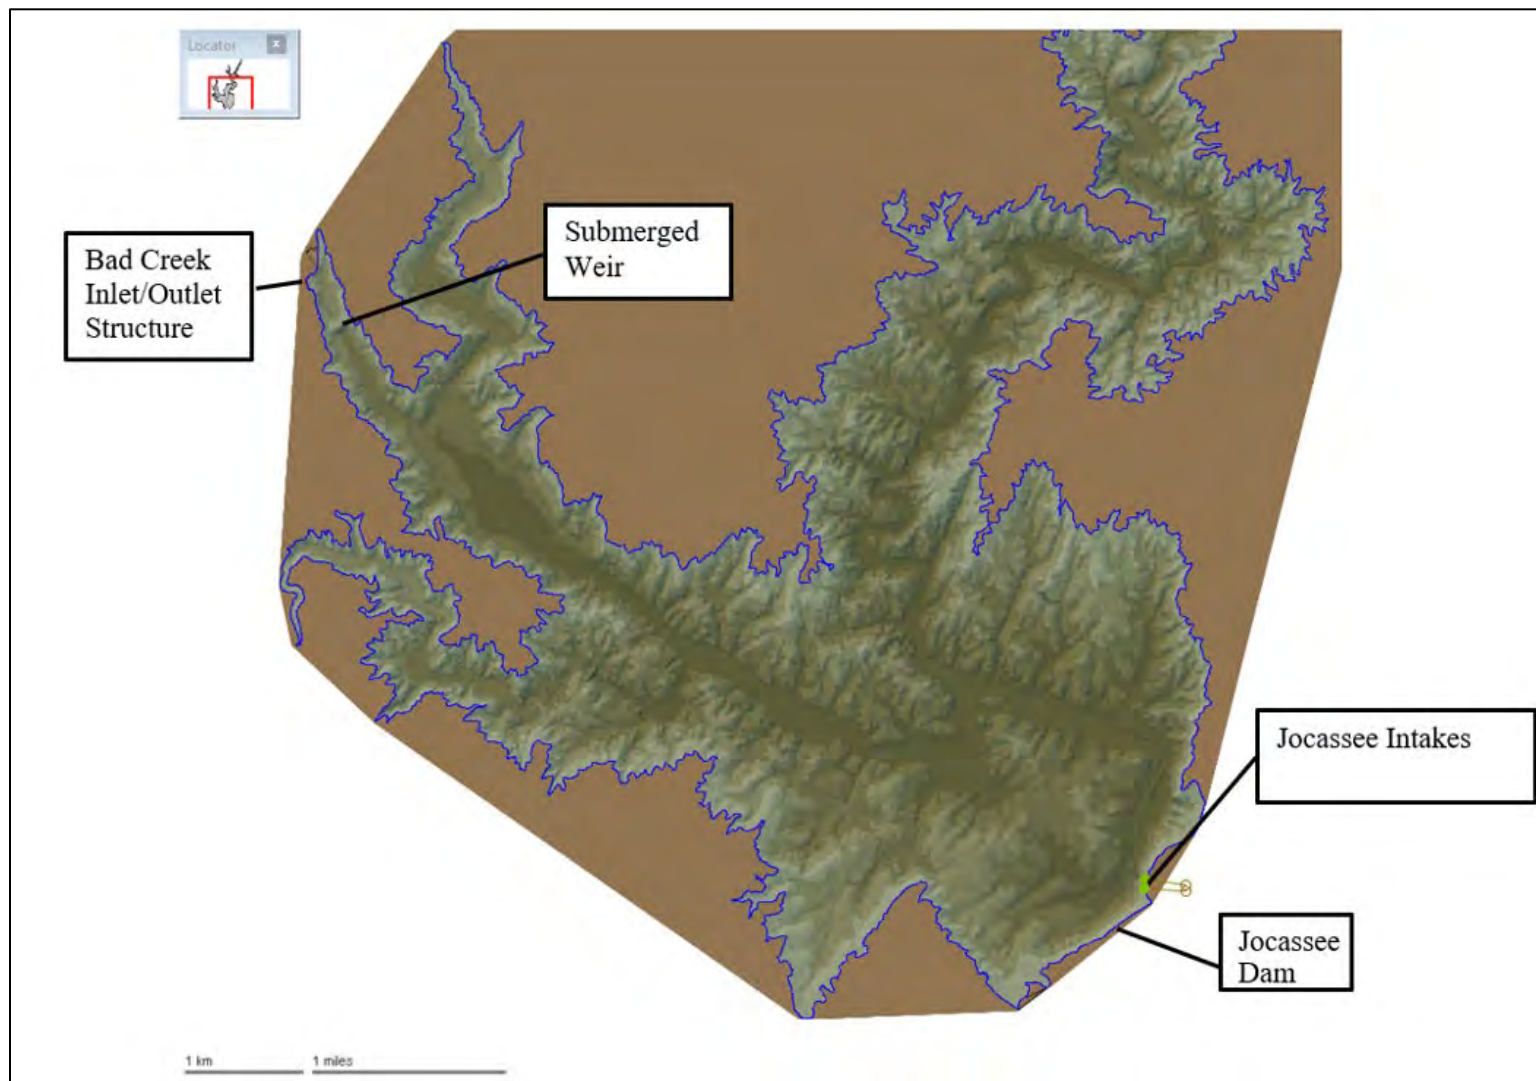 Locator
x
Submerged
Weir
Bad Creek
Inlet/Outlet
Structure
Jocassee Intakes
Jocassee
Dam
1 km
1 miles